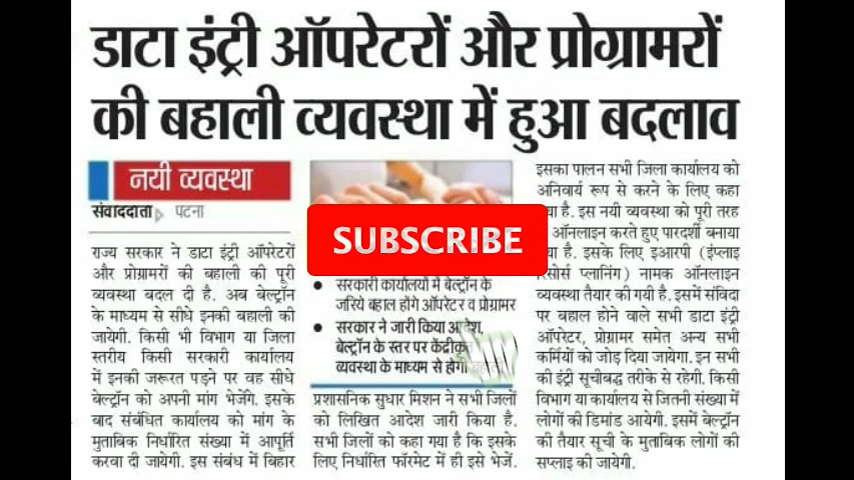 डाटा इंट्री ऑपरेटरों और प्रोग्रामरों
की बहाली व्यवस्था में हुआ बदलाव
नयी व्यवस्था
संवाददाता पटना
राज्य सरकार ने डाटा इंट्री ऑपरेटरों
और प्रोग्रामरों की बहाली की पूरी
व्यवस्था बदल दी है. अब बेल्ट्रॉन
के माध्यम से सीधे इनकी बहाली की
जायेगी. किसी भी विभाग या जिला
स्तरीय किसी सरकारी कार्यालय
में इनकी जरूरत पड़ने पर वह सीधे
बेल्ट्रॉन को अपनी मांग भेजेंगे. इसके
बाद संबंधित कार्यालय को मांग के
मुताबिक निर्धारित संख्या में आपूर्ति
करवा दी जायेगी. इस संबंध में बिहार
SUBSCRIBE
● सरकारी कार्यालयों में बेल्ट्रॉन के
जरिये बहाल होंगे ऑपरेटर व प्रोग्रामर
● सरकार ने जारी किया आदेश,
बेल्ट्रॉन के स्तर पर केंद्रीकृत
व्यवस्था के माध्यम से होगी
प्रशासनिक सुधार मिशन ने सभी जिलों
को लिखित आदेश जारी किया है.
सभी जिलों को कहा गया है कि इसके
लिए निर्धारित फॉरमेट में ही इसे भेजें.
इसका पालन सभी जिला कार्यालय को
अनिवार्य रूप से करने के लिए कहा
है. इस नयी व्यवस्था को पूरी तरह
ऑनलाइन करते हुए पारदर्शी बनाया
है. इसके लिए इआरपी (इंप्लाइ
रिसोर्स प्लानिंग) नामक ऑनलाइन
व्यवस्था तैयार की गयी है. इसमें संविदा
पर बहाल होने वाले सभी डाटा इंट्री
ऑपरेटर, प्रोग्रामर समेत अन्य सभी
कर्मियों को जोड़ दिया जायेगा. इन सभी
की इंट्री सूचीबद्ध तरीके से रहेगी. किसी
विभाग या कार्यालय से जितनी संख्या में
लोगों की डिमांड आयेगी. इसमें बेल्ट्रॉन
की तैयार सूची के मुताबिक लोगों की
सप्लाइ की जायेगी.